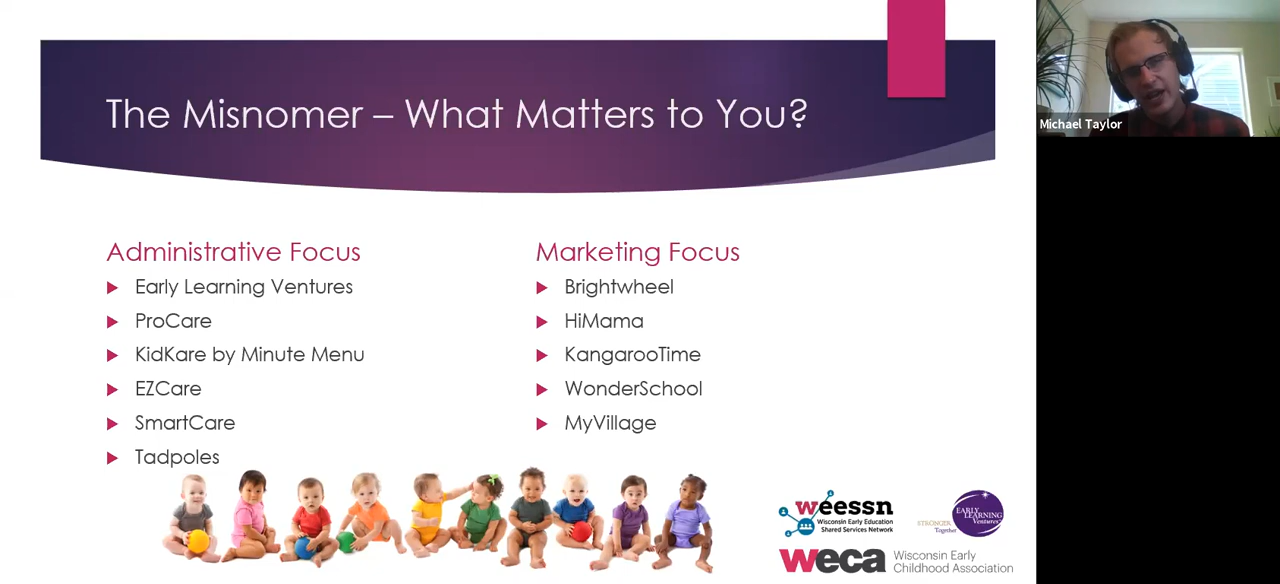 The Misnomer – What Matters to You?
Michael Taylor
Administrative Focus
Early Learning Ventures
ProCare
KidKare by Minute Menu
EZCare
SmartCare
Tadpoles
Marketing Focus
Brightwheel
HiMama
KangarooTime
WonderSchool
MyVillage
wéessn
Wisconsin Early Education
Shared Services Network
STRONGER
Together
EARLY
LEARNING
Ventures
weca
Wisconsin Early
Childhood Association